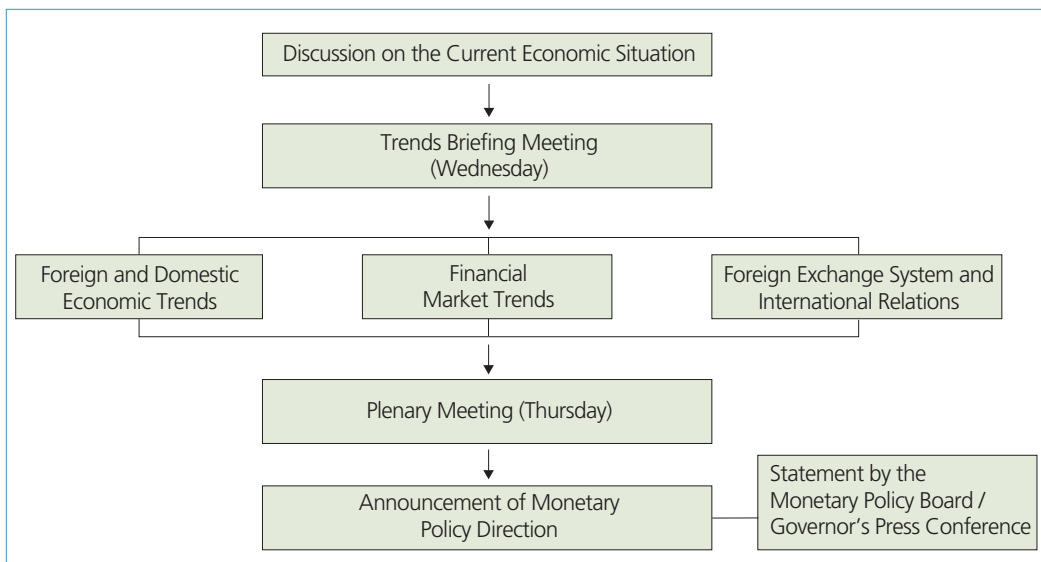 Discussion on the Current Economic Situation
Trends Briefing Meeting
(Wednesday)
Foreign and Domestic
Economic Trends
Financial
Market Trends
Foreign Exchange System and
International Relations
Plenary Meeting (Thursday)
Announcement of Monetary
Policy Direction
Statement by the
Monetary Policy Board /
Governor’s Press Conference